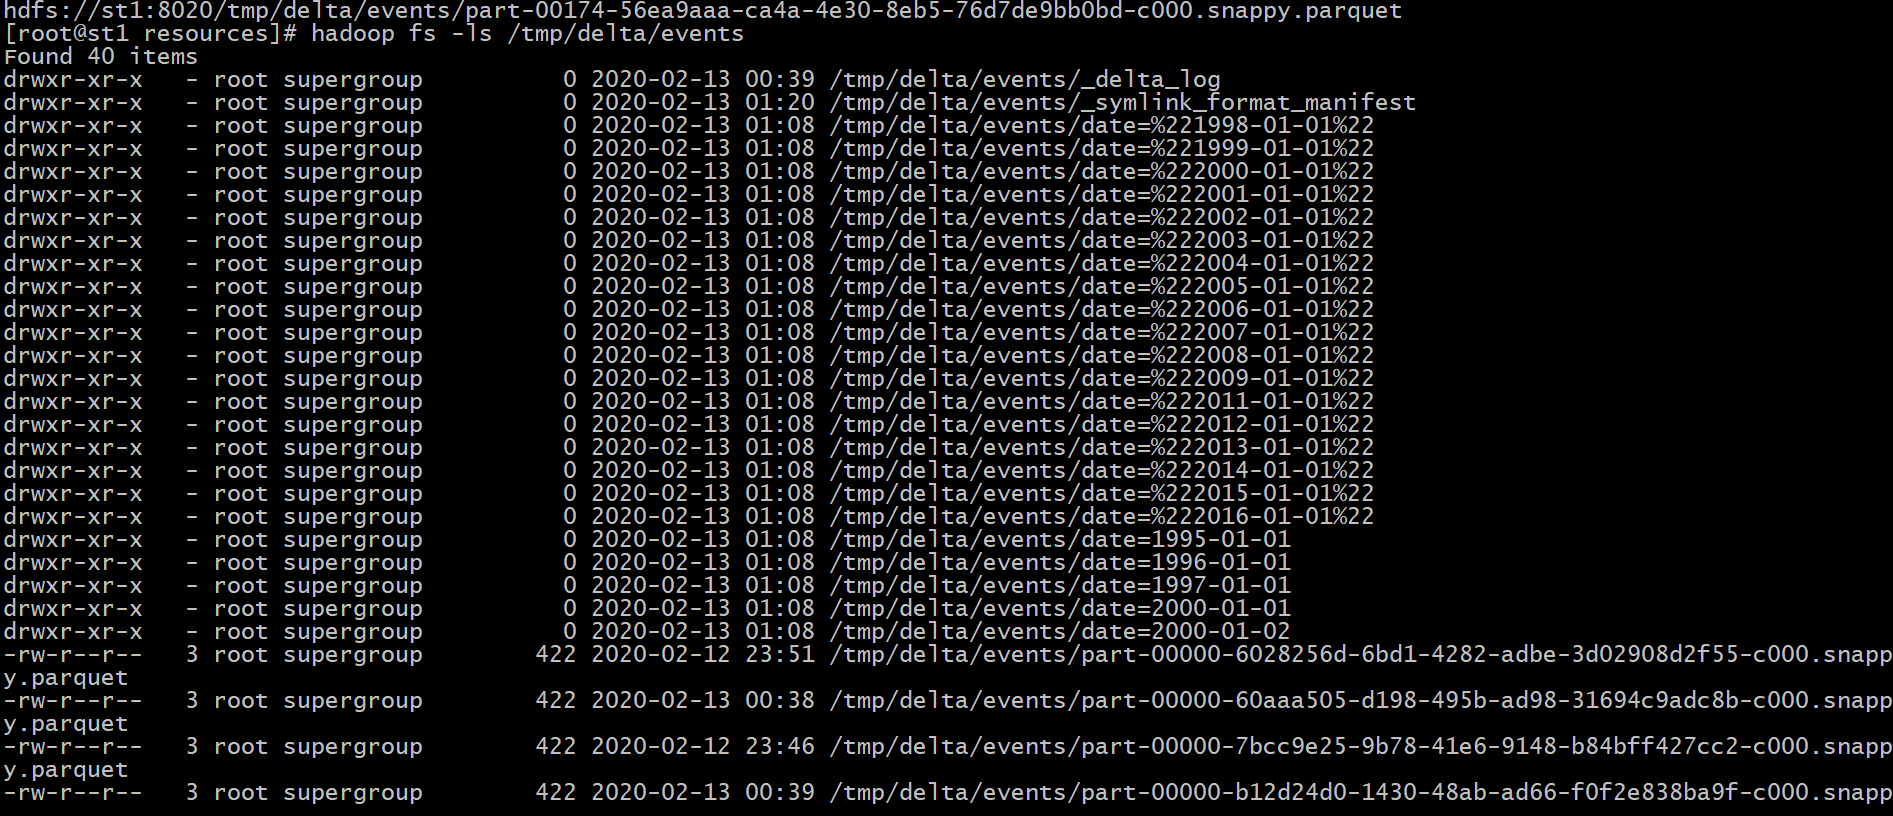 hdfs://st1:8020/tmp/delta/events/part-00174-56ea9aaa-ca4a-4e30-8eb5-76d7de9bb0bd-c000.snappy.parquet
[root@st1 resources]# hadoop fs -ls /tmp/delta/events
Found 40 items
drwxr-xr-x   - root supergroup          0 2020-02-13 00:39 /tmp/delta/events/_delta_log
drwxr-xr-x   - root supergroup          0 2020-02-13 01:20 /tmp/delta/events/_symlink_format_manifest
drwxr-xr-x   - root supergroup          0 2020-02-13 01:08 /tmp/delta/events/date=%221998-01-01%22
drwxr-xr-x   - root supergroup          0 2020-02-13 01:08 /tmp/delta/events/date=%221999-01-01%22
drwxr-xr-x   - root supergroup          0 2020-02-13 01:08 /tmp/delta/events/date=%222000-01-01%22
drwxr-xr-x   - root supergroup          0 2020-02-13 01:08 /tmp/delta/events/date=%222001-01-01%22
drwxr-xr-x   - root supergroup          0 2020-02-13 01:08 /tmp/delta/events/date=%222002-01-01%22
drwxr-xr-x   - root supergroup          0 2020-02-13 01:08 /tmp/delta/events/date=%222003-01-01%22
drwxr-xr-x   - root supergroup          0 2020-02-13 01:08 /tmp/delta/events/date=%222004-01-01%22
drwxr-xr-x   - root supergroup          0 2020-02-13 01:08 /tmp/delta/events/date=%222005-01-01%22
drwxr-xr-x   - root supergroup          0 2020-02-13 01:08 /tmp/delta/events/date=%222006-01-01%22
drwxr-xr-x   - root supergroup          0 2020-02-13 01:08 /tmp/delta/events/date=%222007-01-01%22
drwxr-xr-x   - root supergroup          0 2020-02-13 01:08 /tmp/delta/events/date=%222008-01-01%22
drwxr-xr-x   - root supergroup          0 2020-02-13 01:08 /tmp/delta/events/date=%222009-01-01%22
drwxr-xr-x   - root supergroup          0 2020-02-13 01:08 /tmp/delta/events/date=%222011-01-01%22
drwxr-xr-x   - root supergroup          0 2020-02-13 01:08 /tmp/delta/events/date=%222012-01-01%22
drwxr-xr-x   - root supergroup          0 2020-02-13 01:08 /tmp/delta/events/date=%222013-01-01%22
drwxr-xr-x   - root supergroup          0 2020-02-13 01:08 /tmp/delta/events/date=%222014-01-01%22
drwxr-xr-x   - root supergroup          0 2020-02-13 01:08 /tmp/delta/events/date=%222015-01-01%22
drwxr-xr-x   - root supergroup          0 2020-02-13 01:08 /tmp/delta/events/date=%222016-01-01%22
drwxr-xr-x   - root supergroup          0 2020-02-13 01:08 /tmp/delta/events/date=1995-01-01
drwxr-xr-x   - root supergroup          0 2020-02-13 01:08 /tmp/delta/events/date=1996-01-01
drwxr-xr-x   - root supergroup          0 2020-02-13 01:08 /tmp/delta/events/date=1997-01-01
drwxr-xr-x   - root supergroup          0 2020-02-13 01:08 /tmp/delta/events/date=2000-01-01
drwxr-xr-x   - root supergroup          0 2020-02-13 01:08 /tmp/delta/events/date=2000-01-02
-rw-r--r--   3 root supergroup        422 2020-02-12 23:51 /tmp/delta/events/part-00000-6028256d-6bd1-4282-adbe-3d02908d2f55-c000.snapp
y.parquet
-rw-r--r--   3 root supergroup        422 2020-02-13 00:38 /tmp/delta/events/part-00000-60aaa505-d198-495b-ad98-31694c9adc8b-c000.snapp
y.parquet
-rw-r--r--   3 root supergroup        422 2020-02-12 23:46 /tmp/delta/events/part-00000-7bcc9e25-9b78-41e6-9148-b84bff427cc2-c000.snapp
y.parquet
-rw-r--r--   3 root supergroup        422 2020-02-13 00:39 /tmp/delta/events/part-00000-b12d24d0-1430-48ab-ad66-f0f2e838ba9f-c000.snapp